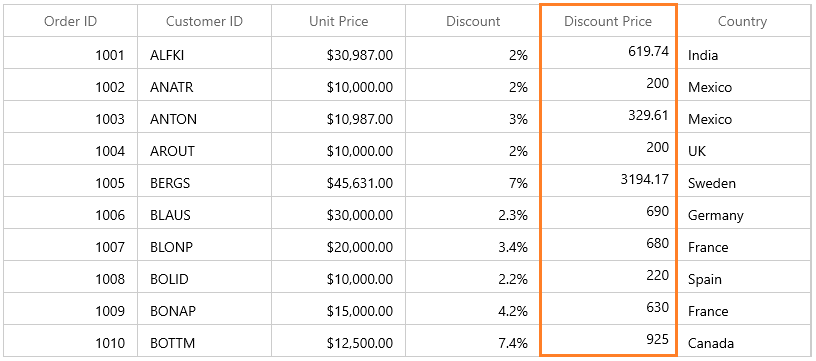 Order ID Customer ID Unit Price Discount Discount Price Country
1001 ALFKI $30,987.00 2% 619.74 India
1002 ANATR $10,000.00 2% 200 Mexico
1003 ANTON $10,987.00 3% 329.61 Mexico
1004 AROUT $10,000.00 2% 200 UK
1005 BERGS $45,631.00 7% 3194.17 Sweden
1006 BLAUS $30,000.00 2.3% 690 Germany
1007 BLONP $20,000.00 3.4% 680 France
1008 BOLID $10,000.00 2.2% 220 Spain
1009 BONAP $15,000.00 4.2% 630 France
1010 BOTTM $12,500.00 7.4% 925 Canada